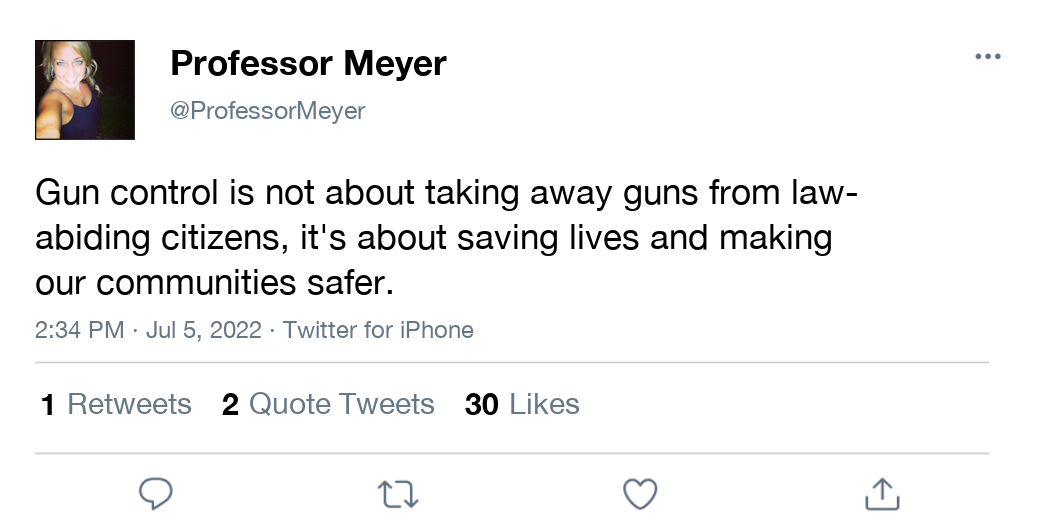 Professor Meyer
@ProfessorMeyer
Gun control is not about taking away guns from law-
abiding citizens, it's about saving lives and making
our communities safer.
2:34 PM · Jul 5, 2022 · Twitter for iPhone
1 Retweets 2 Quote Tweets 30 Likes